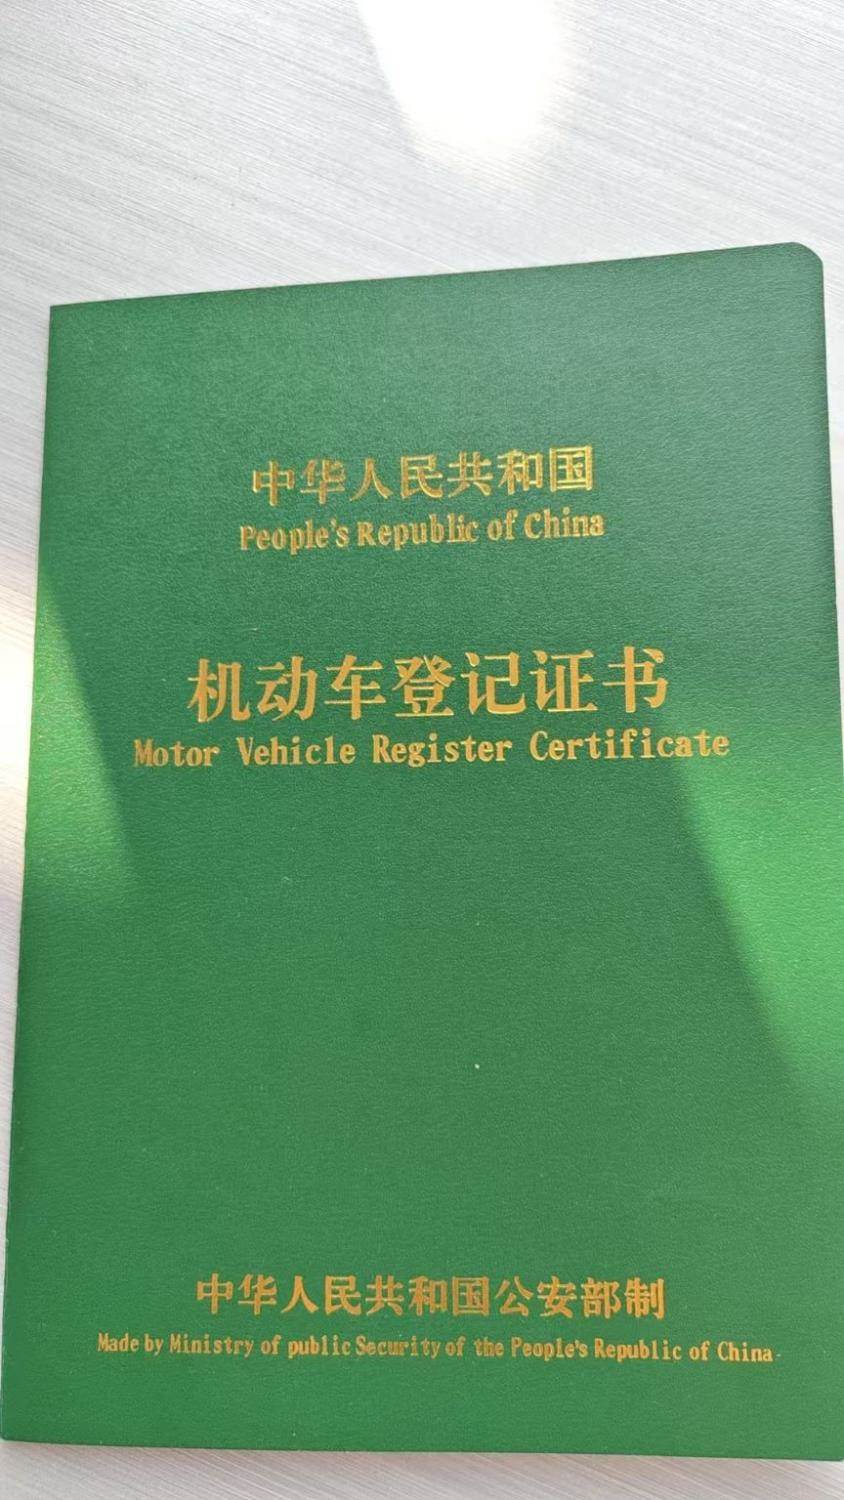 中华人民共和国
People's Republic of China
机动车登记证书
Motor Vehicle Register Certificate
中华人民共和国公安部制
Made by Ministry of public Security of the People's Republic of China